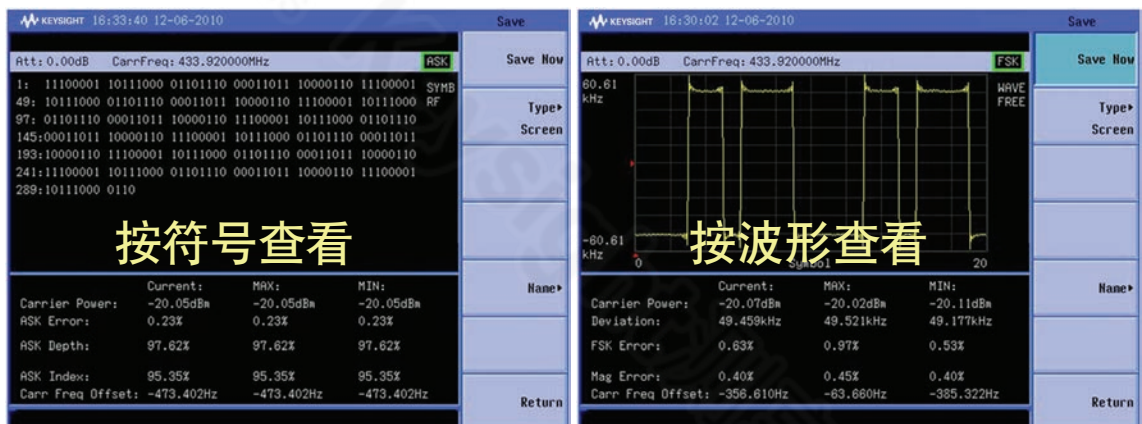 KEYSIGHT 16:33:40 12-06-2010
Save
Att: 0.00dB CarrFreq: 433.920000MHz ASK
1: 11100001 10111000 01101110 00011011 10000110 11100001 SYMB
49: 10111000 01101110 00011011 10000110 11100001 10111000 RF
97: 01101110 00011011 10000110 11100001 10111000 01101110
145:00011011 10000110 11100001 10111000 01101110 00011011
193:10000110 11100001 10111000 01101110 00011011 10000110
241:11100001 10111000 01101110 00011011 10000110 11100001
289:10111000 0110
按符号查看
Current: MAX: MIN:
Carrier Power: -20.05dBm -20.05dBm -20.05dBm
ASK Error: 0.23% 0.23% 0.23%
ASK Depth: 97.62% 97.62% 97.62%
ASK Index: 95.35% 95.35% 95.35%
Carr Freq Offset: -473.402Hz -473.402Hz -473.402Hz
Save Now
Type
Screen
Name
Return
KEYSIGHT 16:30:02 12-06-2010
Save
Att: 0.00dB CarrFreq: 433.920000MHz FSK
60.61
kHz
WAVE
FREE
按波形查看
-60.61
kHz
0 Symbol 20
Current: MAX: MIN:
Carrier Power: -20.07dBm -20.02dBm -20.11dBm
Deviation: 49.459kHz 49.521kHz 49.177kHz
FSK Error: 0.63% 0.97% 0.53%
Mag Error: 0.40% 0.45% 0.40%
Carr Freq Offset: -356.610Hz -63.660Hz -385.322Hz
Save Now
Type
Screen
Name
Return